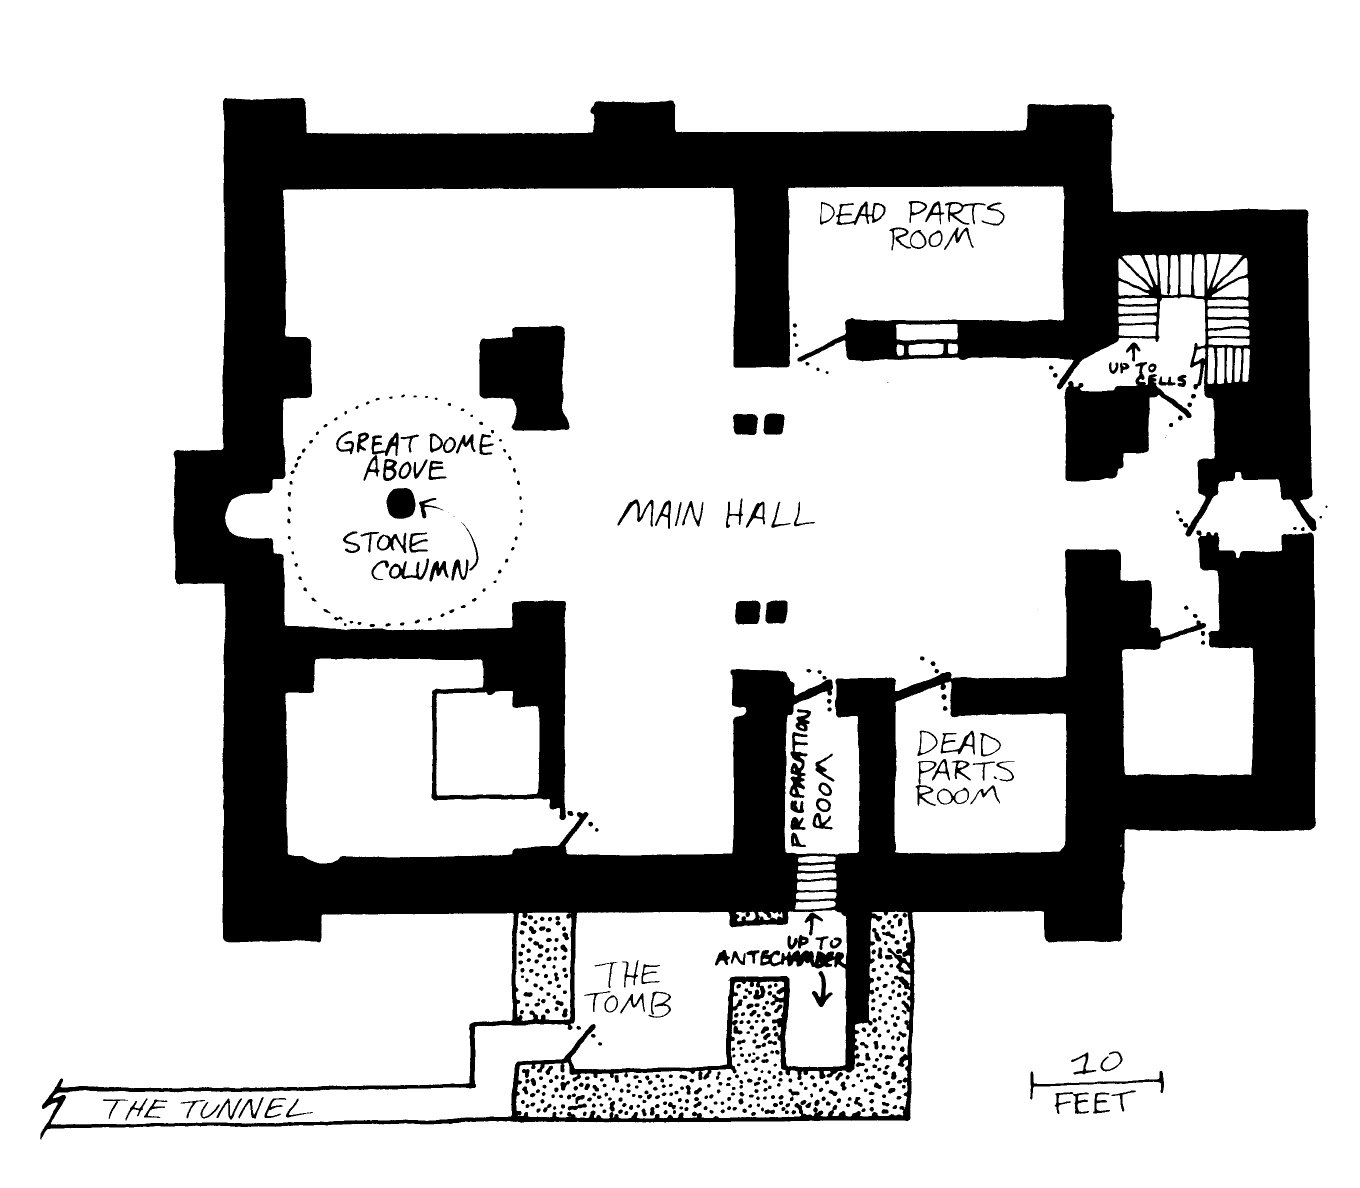 DEAD PARTS
ROOM
UP TO
CELLS
GREAT DOME
ABOVE
STONE
COLUMN
MAIN HALL
PREPARATION
ROOM
DEAD
PARTS
ROOM
UP TO
ANTECHAMBER
THE
TOMB
10
FEET
THE TUNNEL